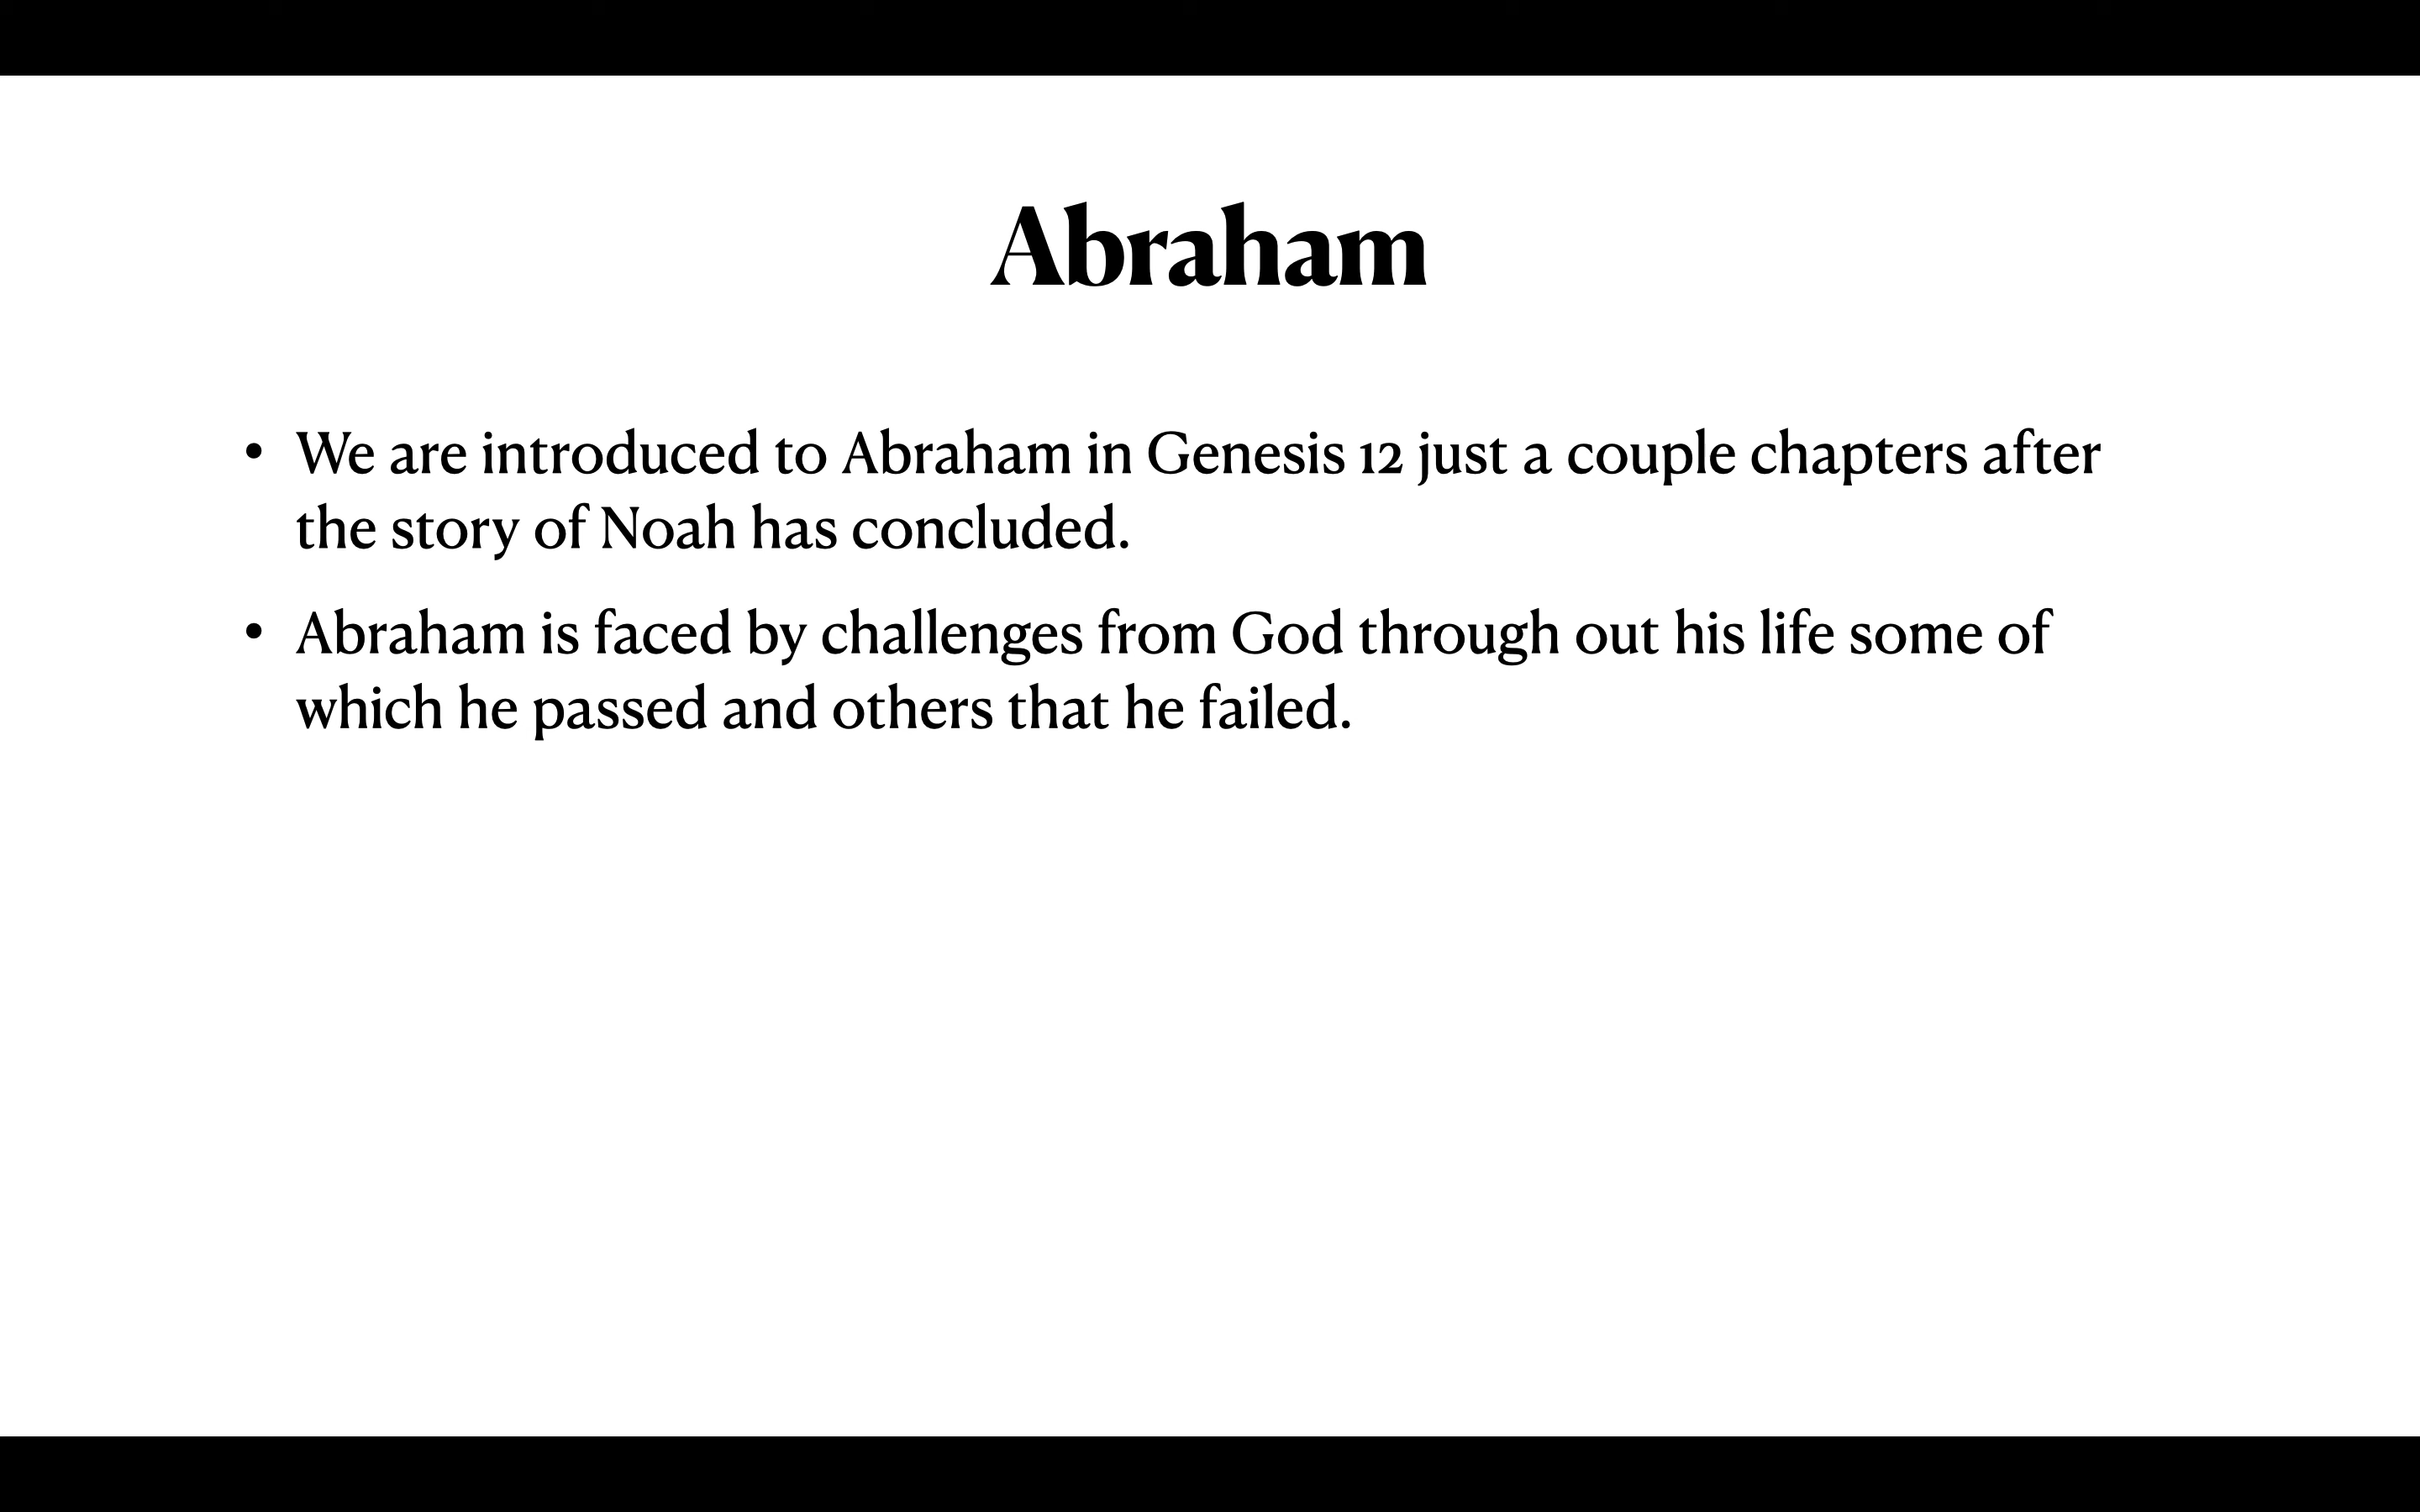 Abraham
• We are introduced to Abraham in Genesis 12 just a couple chapters after
the story of Noah has concluded.
• Abraham is faced by challenges from God through out his life some of
which he passed and others that he failed.